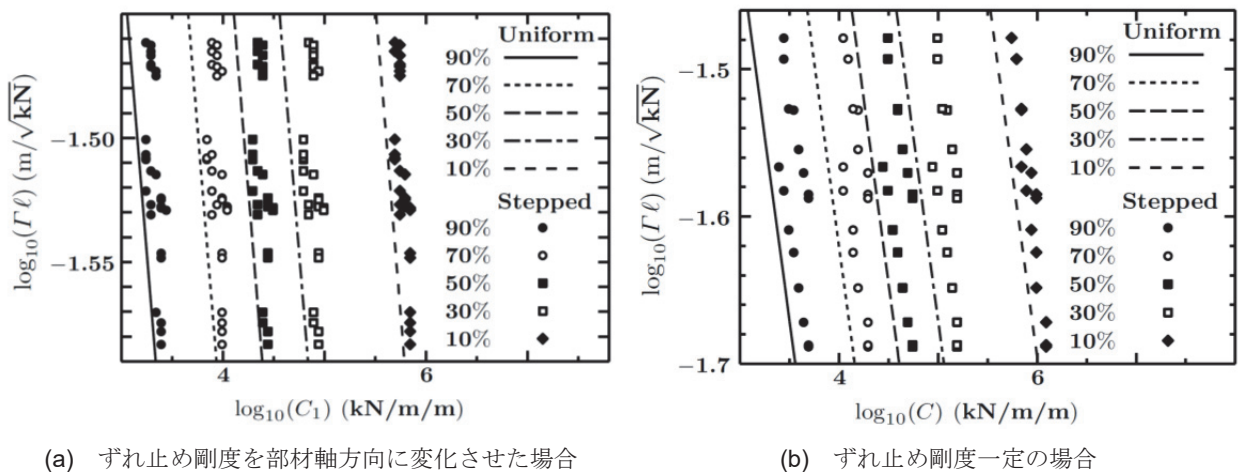 Uniform
90%
70%
50%
30%
10%
Stepped
90%
70%
50%
30%
10%
−1.50
−1.55
log₁₀(Γℓ) (m/√kN)
4
6
log₁₀(C₁) (kN/m/m)
(a) ずれ止め剛度を部材軸方向に変化させた場合
Uniform
90%
70%
50%
30%
10%
Stepped
90%
70%
50%
30%
10%
−1.5
−1.6
−1.7
log₁₀(Γℓ) (m/√kN)
4
6
log₁₀(C) (kN/m/m)
(b) ずれ止め剛度一定の場合